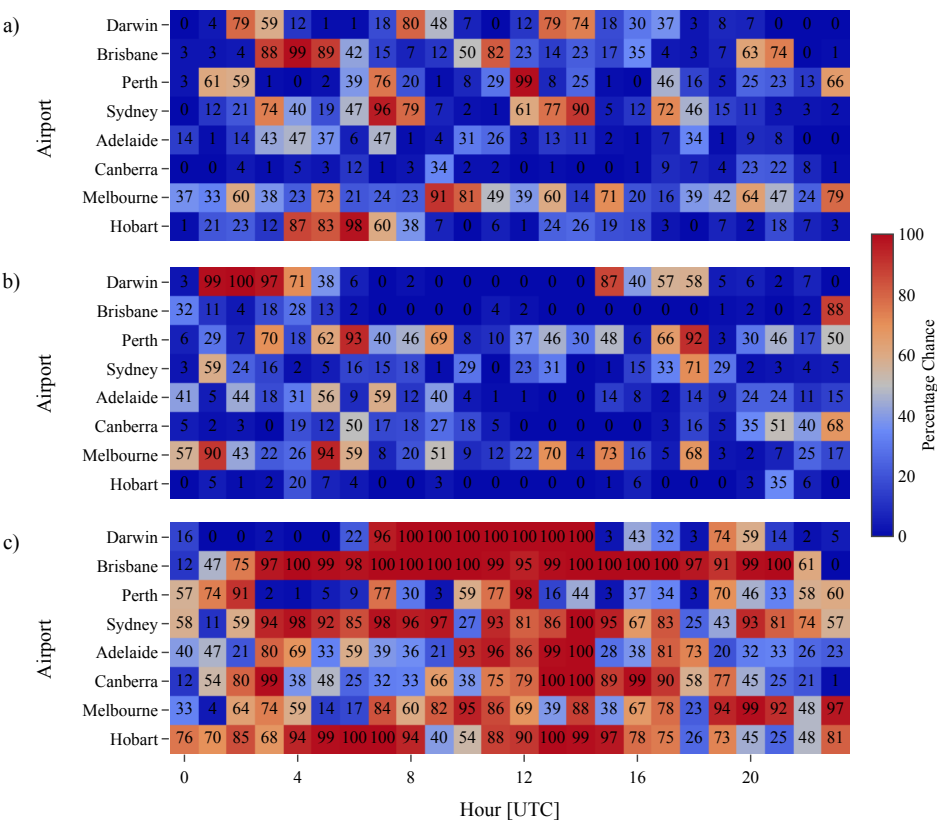 a)
Darwin 0 4 79 59 12 1 1 18 80 48 7 0 12 79 74 18 30 37 3 8 7 0 0 0
Brisbane 3 3 4 88 99 89 42 15 7 12 50 82 23 14 23 17 35 4 3 7 63 74 0 1
Perth 3 61 59 1 0 2 39 76 20 1 8 29 99 8 25 1 0 46 16 5 25 23 13 66
Sydney 0 12 21 74 40 19 47 96 79 7 2 1 61 77 90 5 12 72 46 15 11 3 3 2
Adelaide 14 1 14 43 47 37 6 47 1 4 31 26 3 13 11 2 1 7 34 1 9 8 0 0
Canberra 0 0 4 1 5 3 12 1 3 34 2 2 0 1 0 0 1 9 7 4 23 22 8 1
Melbourne 37 33 60 38 23 73 21 24 23 91 81 49 39 60 14 71 20 16 39 42 64 47 24 79
Hobart 1 21 23 12 87 83 98 60 38 7 0 6 1 24 26 19 18 3 0 7 2 18 7 3
Airport
b)
Darwin 3 99 100 97 71 38 6 0 2 0 0 0 0 0 0 87 40 57 58 5 6 2 7 0
Brisbane 32 11 4 18 28 13 2 0 0 0 0 4 2 0 0 0 0 0 0 1 2 0 2 88
Perth 6 29 7 70 18 62 93 40 46 69 8 10 37 46 30 48 6 66 92 3 30 46 17 50
Sydney 3 59 24 16 2 5 16 15 18 1 29 0 23 31 0 1 15 33 71 29 2 3 4 5
Adelaide 41 5 44 18 31 56 9 59 12 40 4 1 1 0 0 14 8 2 14 9 24 24 11 15
Canberra 5 2 3 0 19 12 50 17 18 27 18 5 0 0 0 0 0 3 16 5 35 51 40 68
Melbourne 57 90 43 22 26 94 59 8 20 51 9 12 22 70 4 73 16 5 68 3 2 7 25 17
Hobart 0 5 1 2 20 7 4 0 0 3 0 0 0 0 0 1 6 0 0 0 3 35 6 0
Airport
c)
Darwin 16 0 0 2 0 0 22 96 100 100 100 100 100 100 100 3 43 32 3 74 59 14 2 5
Brisbane 12 47 75 97 100 99 98 100 100 100 100 99 95 99 100 100 100 100 97 91 99 100 61 0
Perth 57 74 91 2 1 5 9 77 30 3 59 77 98 16 44 3 37 34 3 70 46 33 58 60
Sydney 58 11 59 94 98 92 85 98 96 97 27 93 81 86 100 95 67 83 25 43 93 81 74 57
Adelaide 40 47 21 80 69 33 59 39 36 21 93 96 86 99 100 28 38 81 73 20 32 33 26 23
Canberra 12 54 80 99 38 48 25 32 33 66 38 75 79 100 100 89 99 90 58 77 45 25 21 1
Melbourne 33 4 64 74 59 14 17 84 60 82 95 86 69 39 88 38 67 78 23 94 99 92 48 97
Hobart 76 70 85 68 94 99 100 100 94 40 54 88 90 100 99 97 78 75 26 73 45 25 48 81
Airport
0 4 8 12 16 20
Hour [UTC]
100
80
60
40
20
0
Percentage Chance